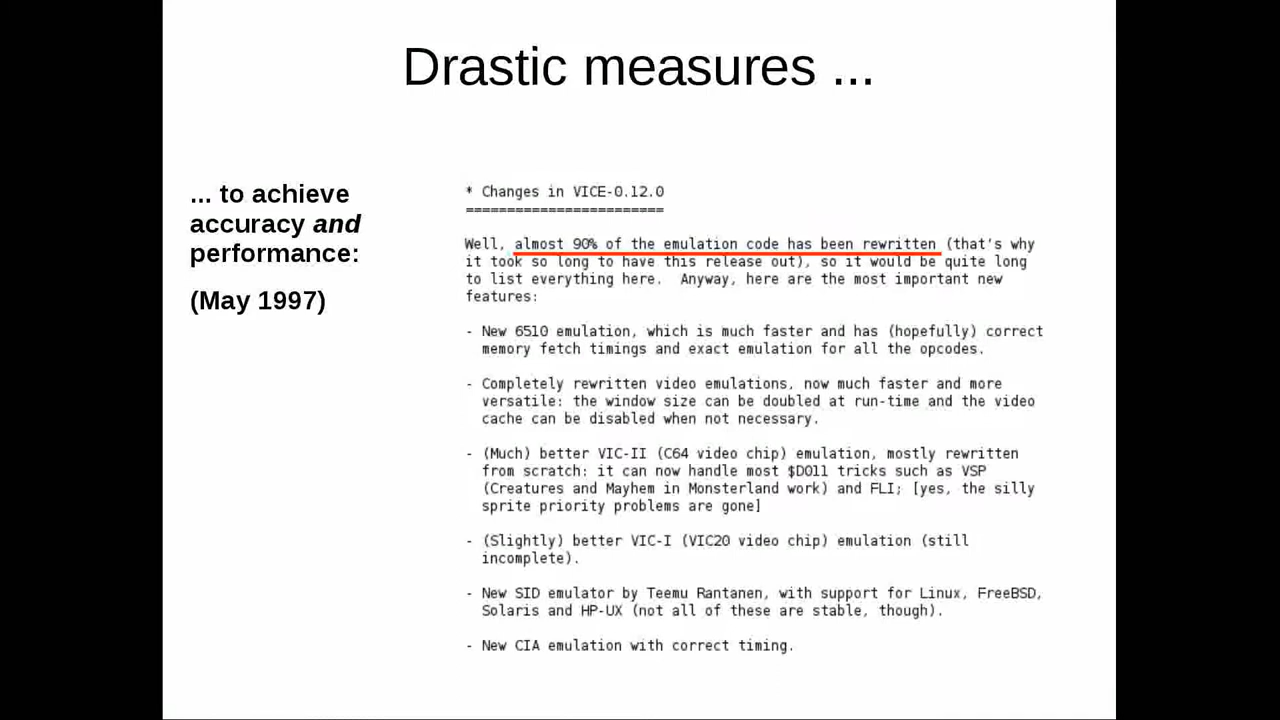 Drastic measures ...
... to achieve
accuracy and
performance:
(May 1997)
* Changes in VICE-0.12.0
========================
Well, almost 90% of the emulation code has been rewritten (that's why
it took so long to have this release out), so it would be quite long
to list everything here.  Anyway, here are the most important new
features:
- New 6510 emulation, which is much faster and has (hopefully) correct
memory fetch timings and exact emulation for all the opcodes.
- Completely rewritten video emulations, now much faster and more
versatile: the window size can be doubled at run-time and the video
cache can be disabled when not necessary.
- (Much) better VIC-II (C64 video chip) emulation, mostly rewritten
from scratch: it can now handle most $D011 tricks such as VSP
(Creatures and Mayhem in Monsterland work) and FLI; [yes, the silly
sprite priority problems are gone]
- (Slightly) better VIC-I (VIC20 video chip) emulation (still
incomplete).
- New SID emulator by Teemu Rantanen, with support for Linux, FreeBSD,
Solaris and HP-UX (not all of these are stable, though).
- New CIA emulation with correct timing.